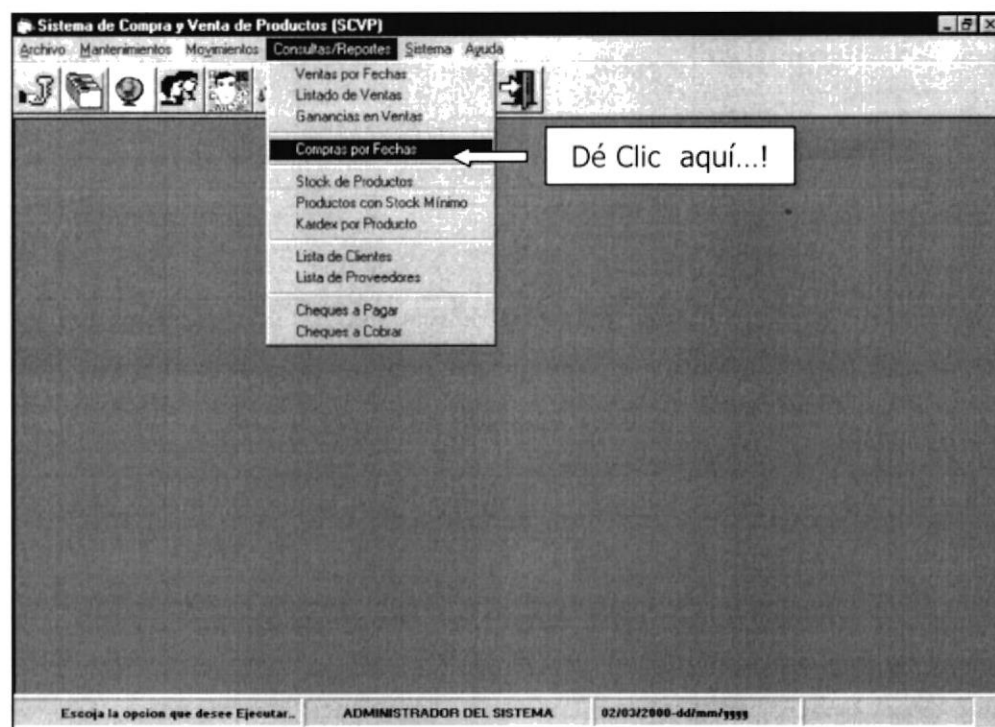 Sistema de Compra y Venta de Productos (SCVP)
Archivo Mantenimientos Movimientos Consultas/Reportes Sistema Ayuda
Ventas por Fechas
Listado de Ventas
Ganancias en Ventas
Compras por Fechas
Dé Clic aquí...!
Stock de Productos
Productos con Stock Mínimo
Kardex por Producto
Lista de Clientes
Lista de Proveedores
Cheques a Pagar
Cheques a Cobrar
Escoja la opcion que desee Ejecutar.. ADMINISTRADOR DEL SISTEMA 02/03/2000-dd/mm/yyyy